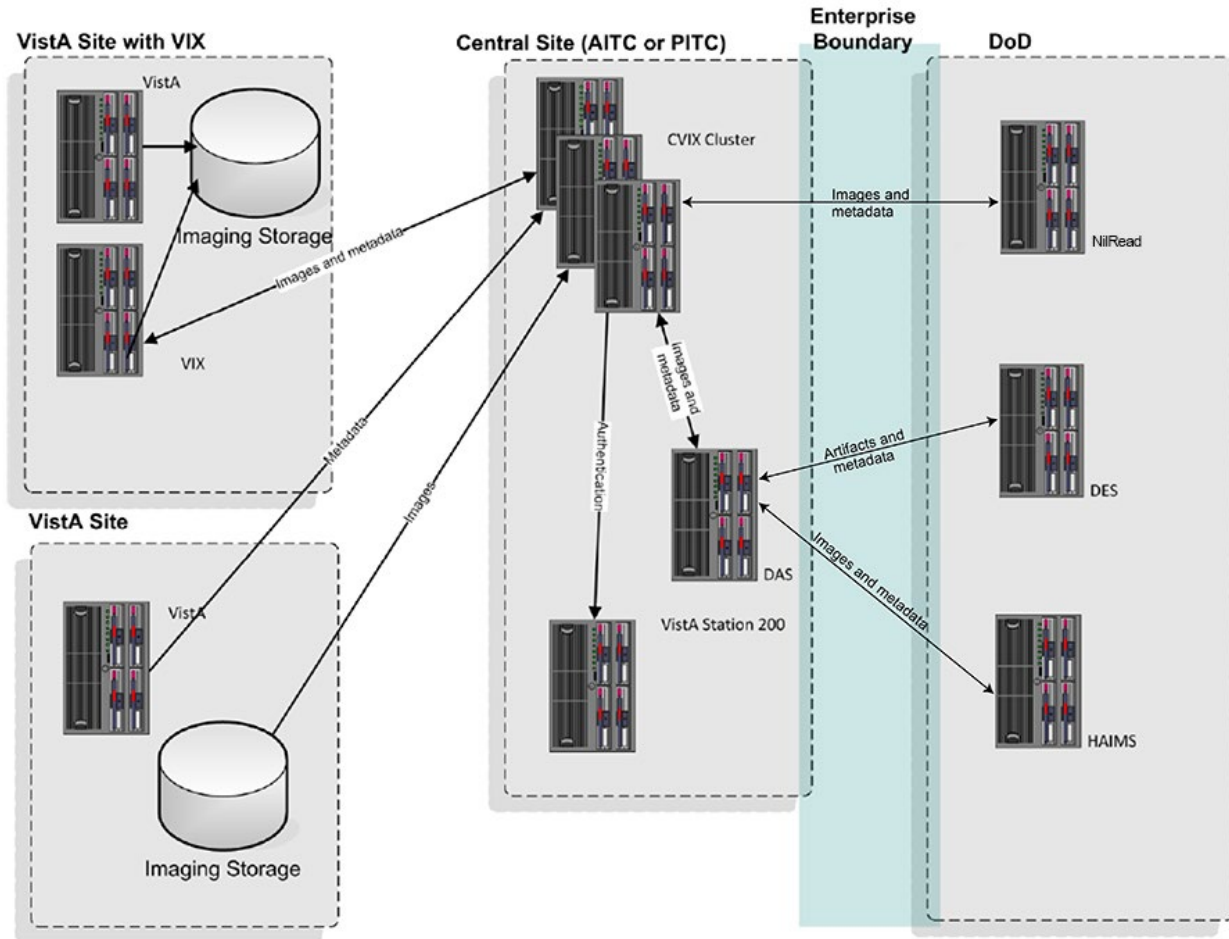 Enterprise
Boundary
VistA Site with VIX
Central Site (AITC or PITC)
DoD
VistA
Imaging Storage
VIX
CVIX Cluster
Images and metadata
Images and
metadata
NilRead
Images and
metadata
Metadata
Images
Authentication
Artifacts and
metadata
DES
DAS
Images and metadata
VistA Station 200
HAIMS
VistA Site
VistA
Imaging Storage